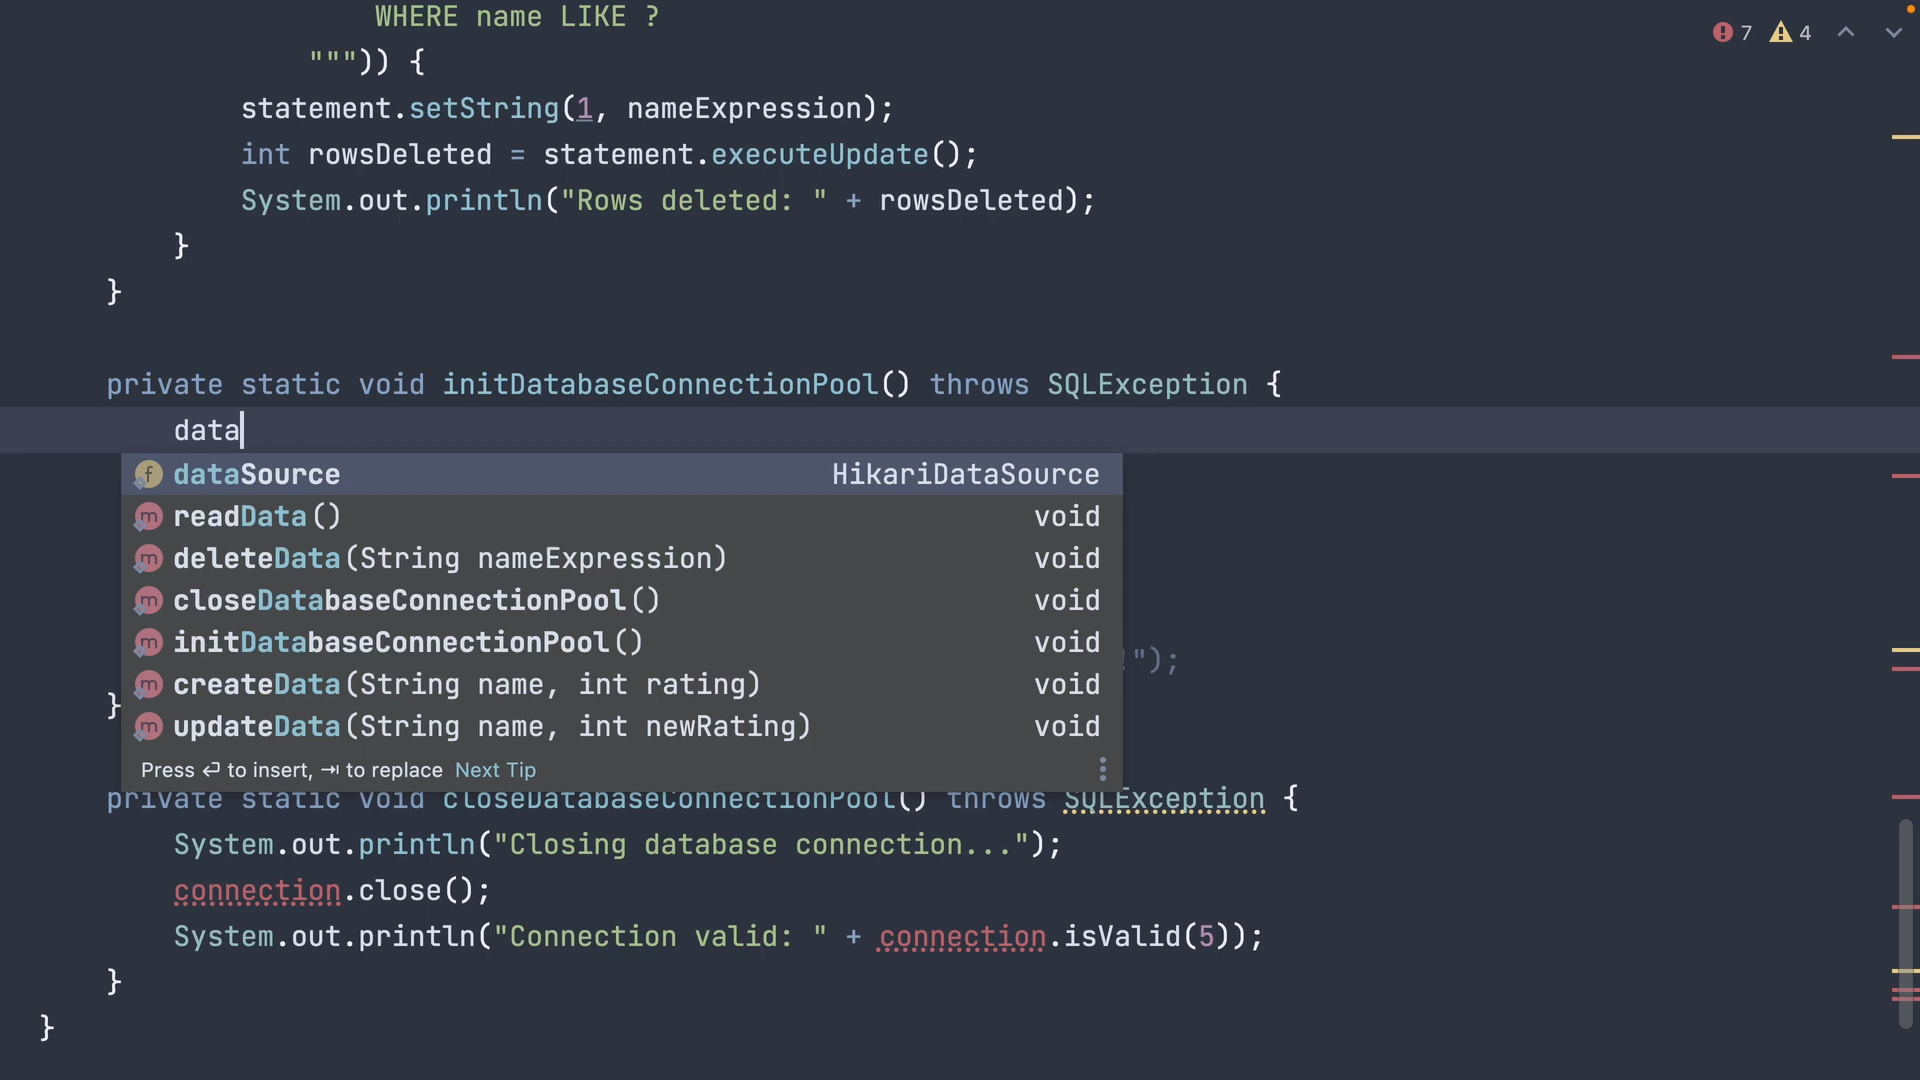 WHERE name LIKE ?
7 4
""")) {
statement.setString(1, nameExpression);
int rowsDeleted = statement.executeUpdate();
System.out.println("Rows deleted: " + rowsDeleted);
}
}
private static void initDatabaseConnectionPool() throws SQLException {
data
dataSource HikariDataSource
readData() void
deleteData(String nameExpression) void
closeDatabaseConnectionPool() void
initDatabaseConnectionPool() void
!");
createData(String name, int rating) void
}
updateData(String name, int newRating) void
Press ↵ to insert, ⇥ to replace Next Tip
private static void closeDatabaseConnectionPool() throws SQLException {
System.out.println("Closing database connection...");
connection.close();
System.out.println("Connection valid: " + connection.isValid(5));
}
}